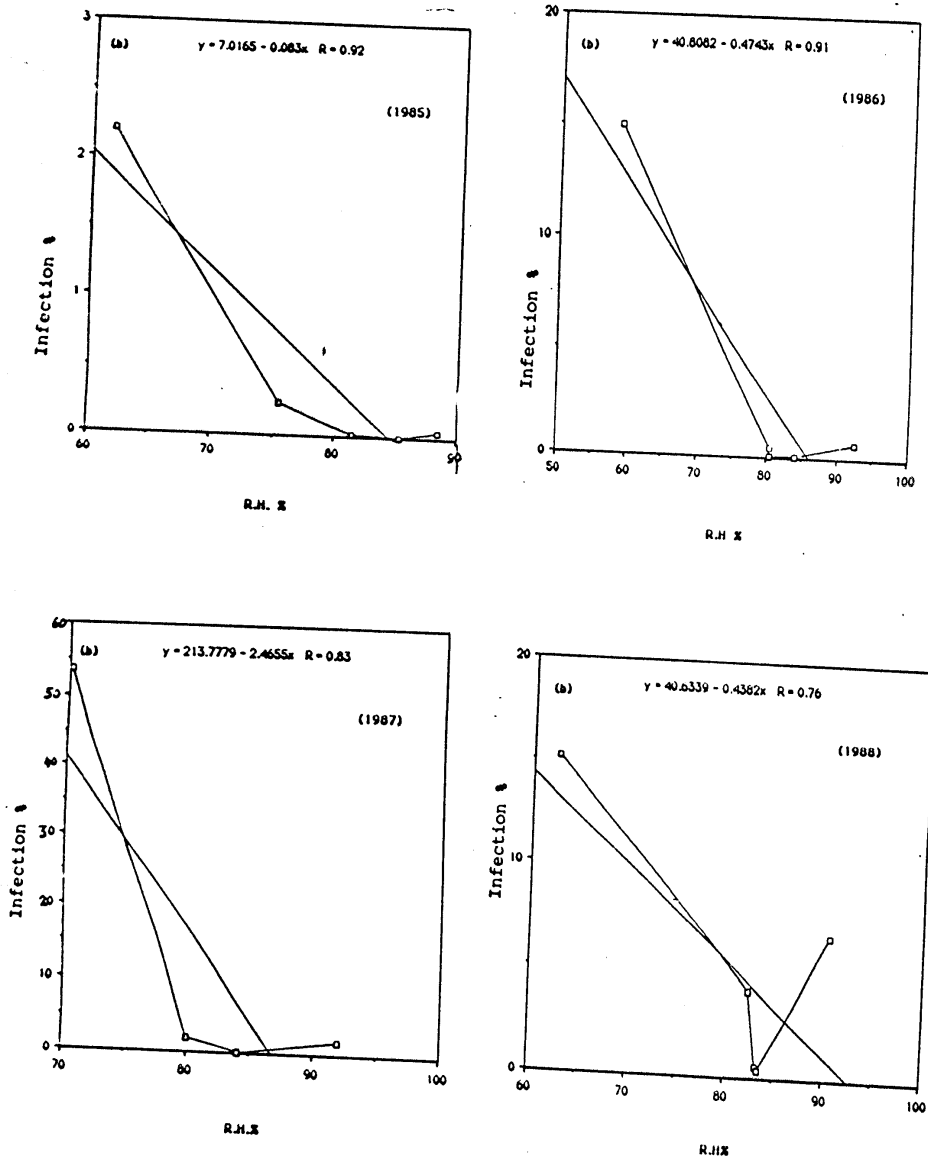 3
(b) y = 7.0165 - 0.083x R = 0.92
(1985)
2
1
0
60 70 80 90
Infection %
R.H. %
20
(b) y = 40.8082 - 0.4743x R = 0.91
(1986)
10
0
50 60 70 80 90 100
Infection %
R.H %
60
(b) y = 213.7779 - 2.4655x R = 0.83
(1987)
50
40
30
20
10
0
70 80 90 100
Infection %
R.H.%
20
(b) y = 40.6339 - 0.4382x R = 0.76
(1988)
10
0
60 70 80 90 100
Infection %
R.H%